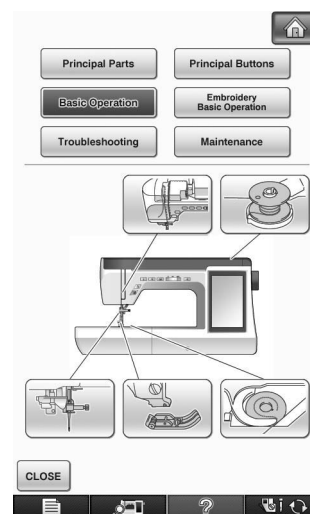 Principal Parts
Principal Buttons
Basic Operation
Embroidery
Basic Operation
Troubleshooting
Maintenance
CLOSE
?
i